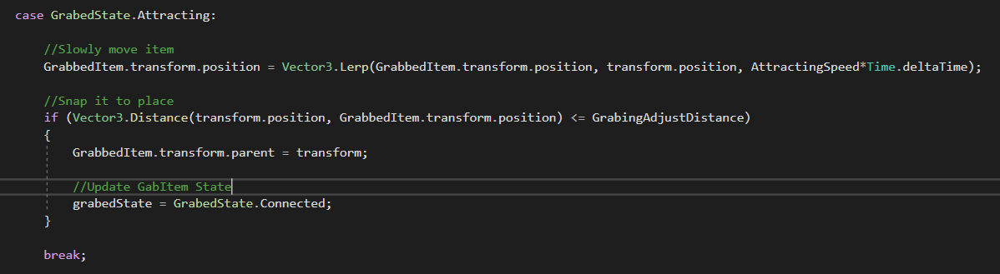 case GrabedState.Attracting:
//Slowly move item
GrabbedItem.transform.position = Vector3.Lerp(GrabbedItem.transform.position, transform.position, AttractingSpeed*Time.deltaTime);
//Snap it to place
if (Vector3.Distance(transform.position, GrabbedItem.transform.position) <= GrabingAdjustDistance)
{
GrabbedItem.transform.parent = transform;
//Update GabItem State
grabedState = GrabedState.Connected;
}
break;